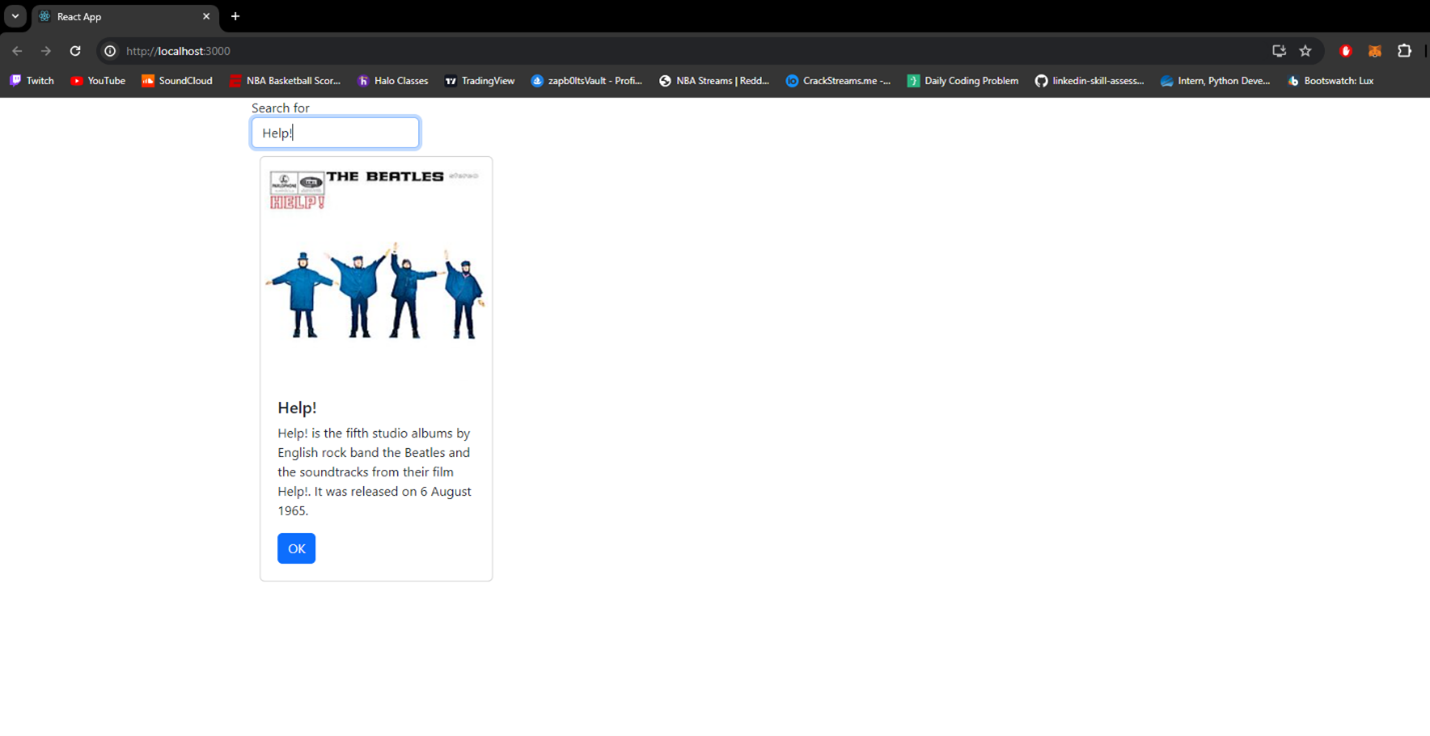 React App
http://localhost:3000
Twitch
YouTube
SoundCloud
NBA Basketball Scor...
Halo Classes
TradingView
zapb0ltsVault - Profi...
NBA Streams | Redd...
CrackStreams.me -...
Daily Coding Problem
linkedin-skill-assess...
Intern, Python Deve...
Bootswatch: Lux
Search for
Help!
PARLOPHONE
THE BEATLES stereo
HELP!
Help!
Help! is the fifth studio albums by
English rock band the Beatles and
the soundtracks from their film
Help!. It was released on 6 August
1965.
OK